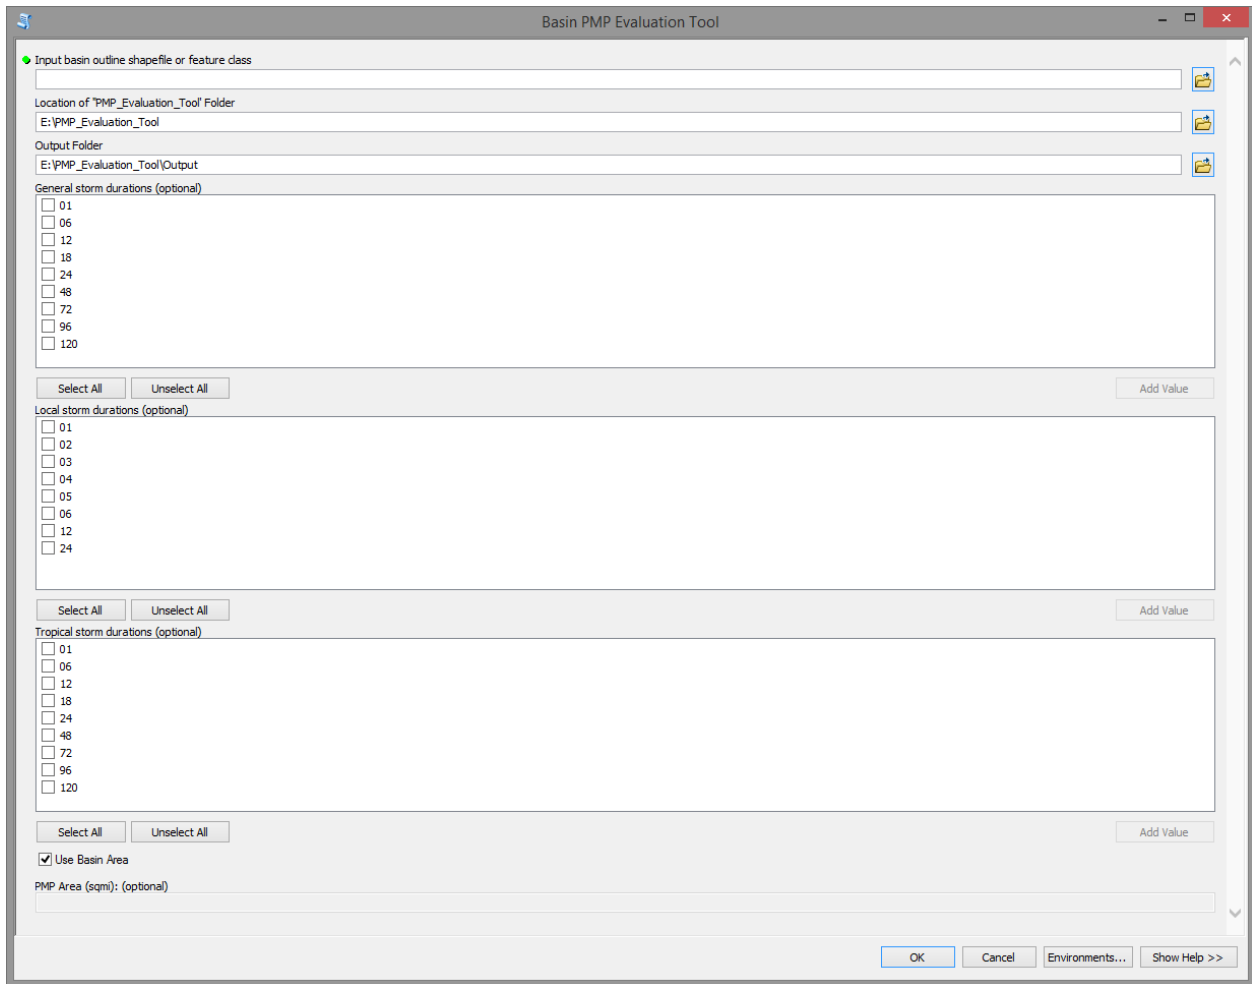 Basin PMP Evaluation Tool
Input basin outline shapefile or feature class
Location of "PMP_Evaluation_Tool' Folder
E:\PMP_Evaluation_Tool
Output Folder
E:\PMP_Evaluation_Tool\Output
General storm durations (optional)
01
06
12
18
24
48
72
96
120
Select All Unselect All Add Value
Local storm durations (optional)
01
02
03
04
05
06
12
24
Select All Unselect All Add Value
Tropical storm durations (optional)
01
06
12
18
24
48
72
96
120
Select All Unselect All Add Value
Use Basin Area
PMP Area (sqmi): (optional)
OK Cancel Environments... Show Help >>